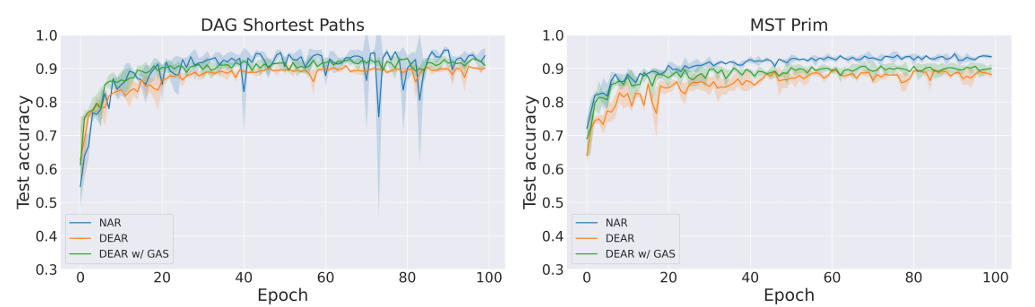 DAG Shortest Paths
Test accuracy
1.0
0.9
0.8
0.7
0.6
0.5
0.4
0.3
NAR
DEAR
DEAR w/ GAS
0 20 40 60 80 100
Epoch
MST Prim
Test accuracy
1.0
0.9
0.8
0.7
0.6
0.5
0.4
0.3
NAR
DEAR
DEAR w/ GAS
0 20 40 60 80 100
Epoch